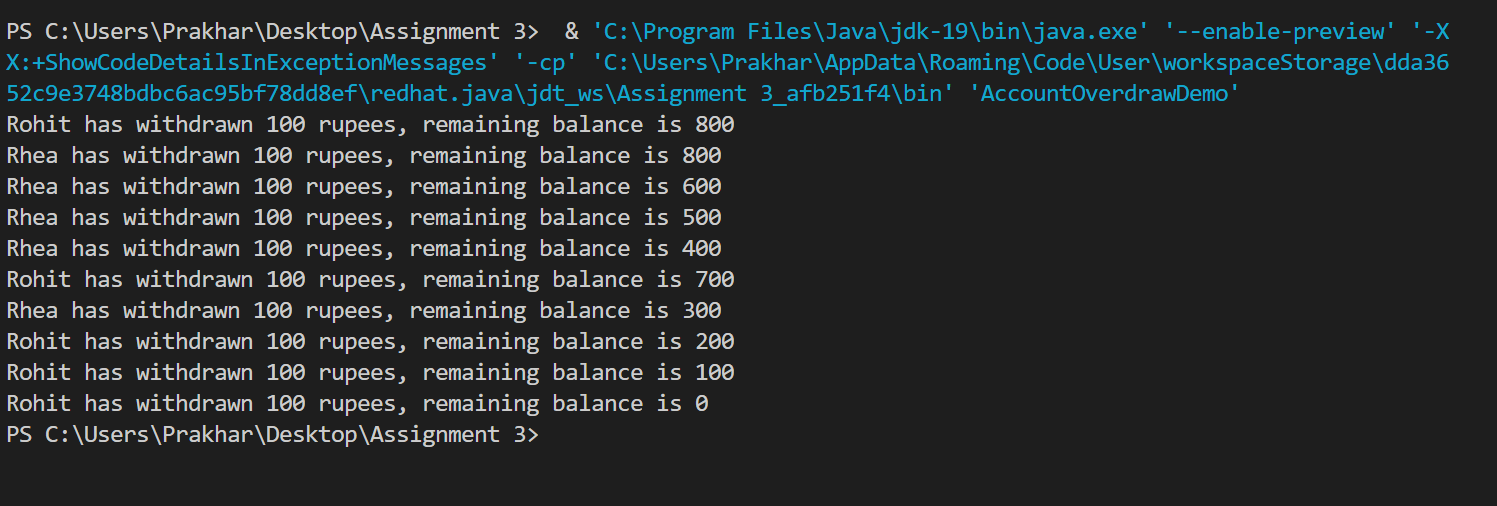 PS C:\Users\Prakhar\Desktop\Assignment 3>  & 'C:\Program Files\Java\jdk-19\bin\java.exe' '--enable-preview' '-X
X:+ShowCodeDetailsInExceptionMessages' '-cp' 'C:\Users\Prakhar\AppData\Roaming\Code\User\workspaceStorage\dda36
52c9e3748bdbc6ac95bf78dd8ef\redhat.java\jdt_ws\Assignment 3_afb251f4\bin' 'AccountOverdrawDemo'
Rohit has withdrawn 100 rupees, remaining balance is 800
Rhea has withdrawn 100 rupees, remaining balance is 800
Rhea has withdrawn 100 rupees, remaining balance is 600
Rhea has withdrawn 100 rupees, remaining balance is 500
Rhea has withdrawn 100 rupees, remaining balance is 400
Rohit has withdrawn 100 rupees, remaining balance is 700
Rhea has withdrawn 100 rupees, remaining balance is 300
Rohit has withdrawn 100 rupees, remaining balance is 200
Rohit has withdrawn 100 rupees, remaining balance is 100
Rohit has withdrawn 100 rupees, remaining balance is 0
PS C:\Users\Prakhar\Desktop\Assignment 3>